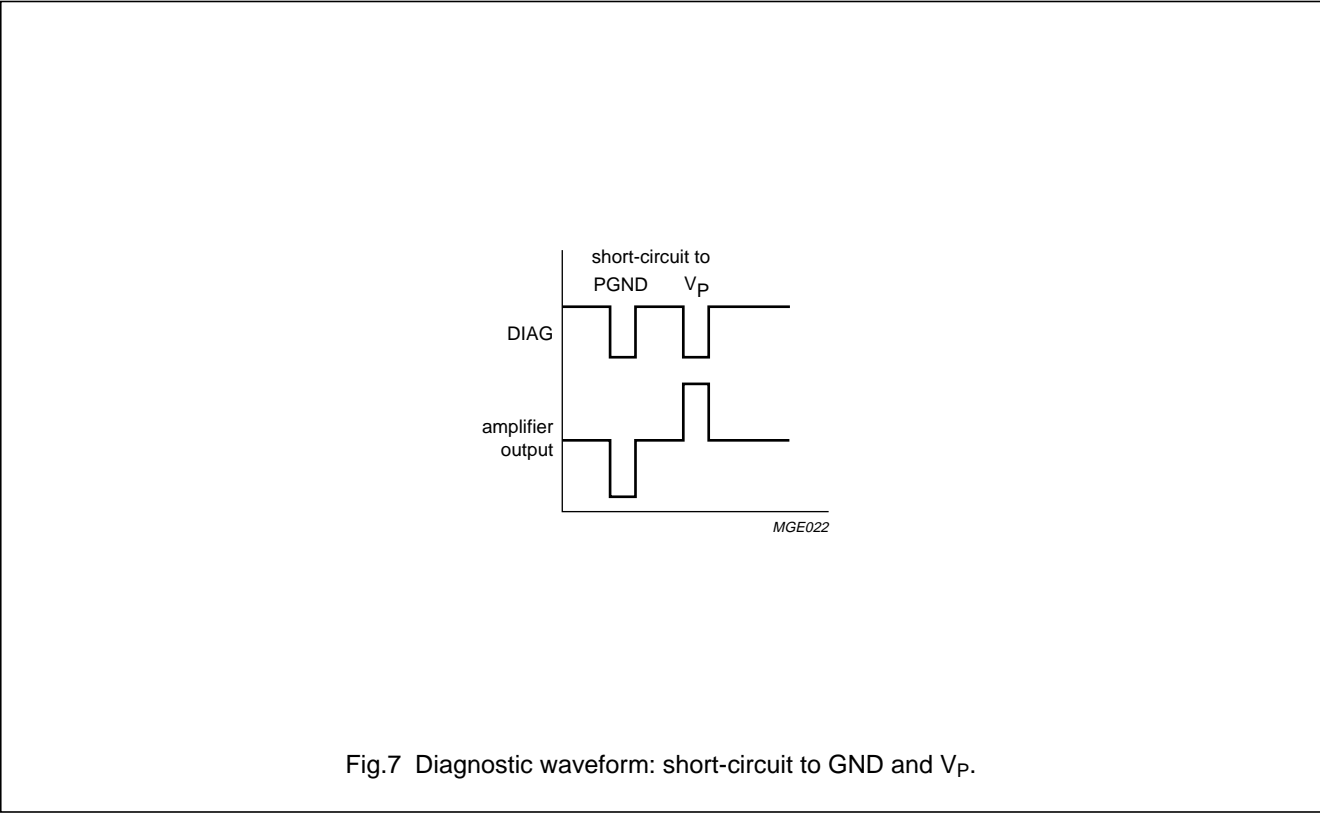 short-circuit to
PGND VP
DIAG
amplifier
output
MGE022
Fig.7 Diagnostic waveform: short-circuit to GND and VP.